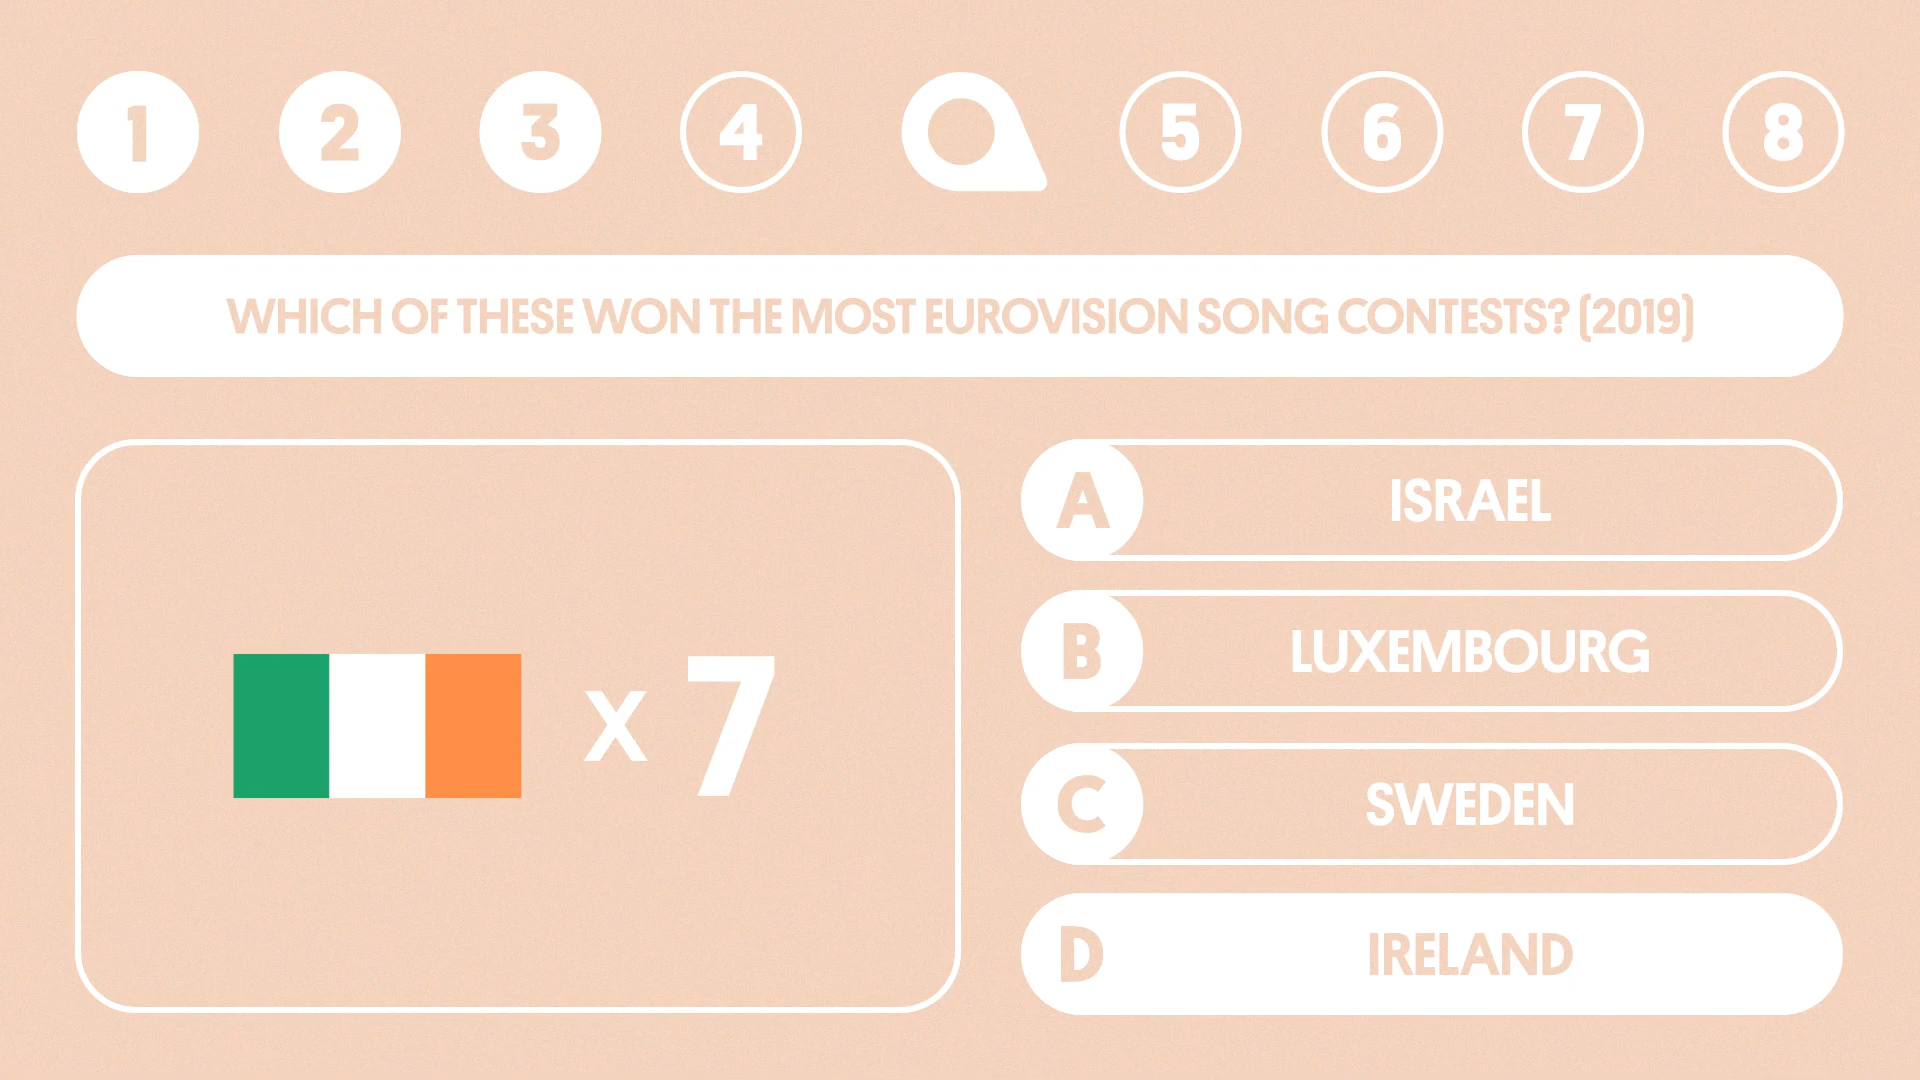 1 2 3 4 5 6 7 8
WHICH OF THESE WON THE MOST EUROVISION SONG CONTESTS? (2019)
X 7
A ISRAEL
B LUXEMBOURG
C SWEDEN
D IRELAND